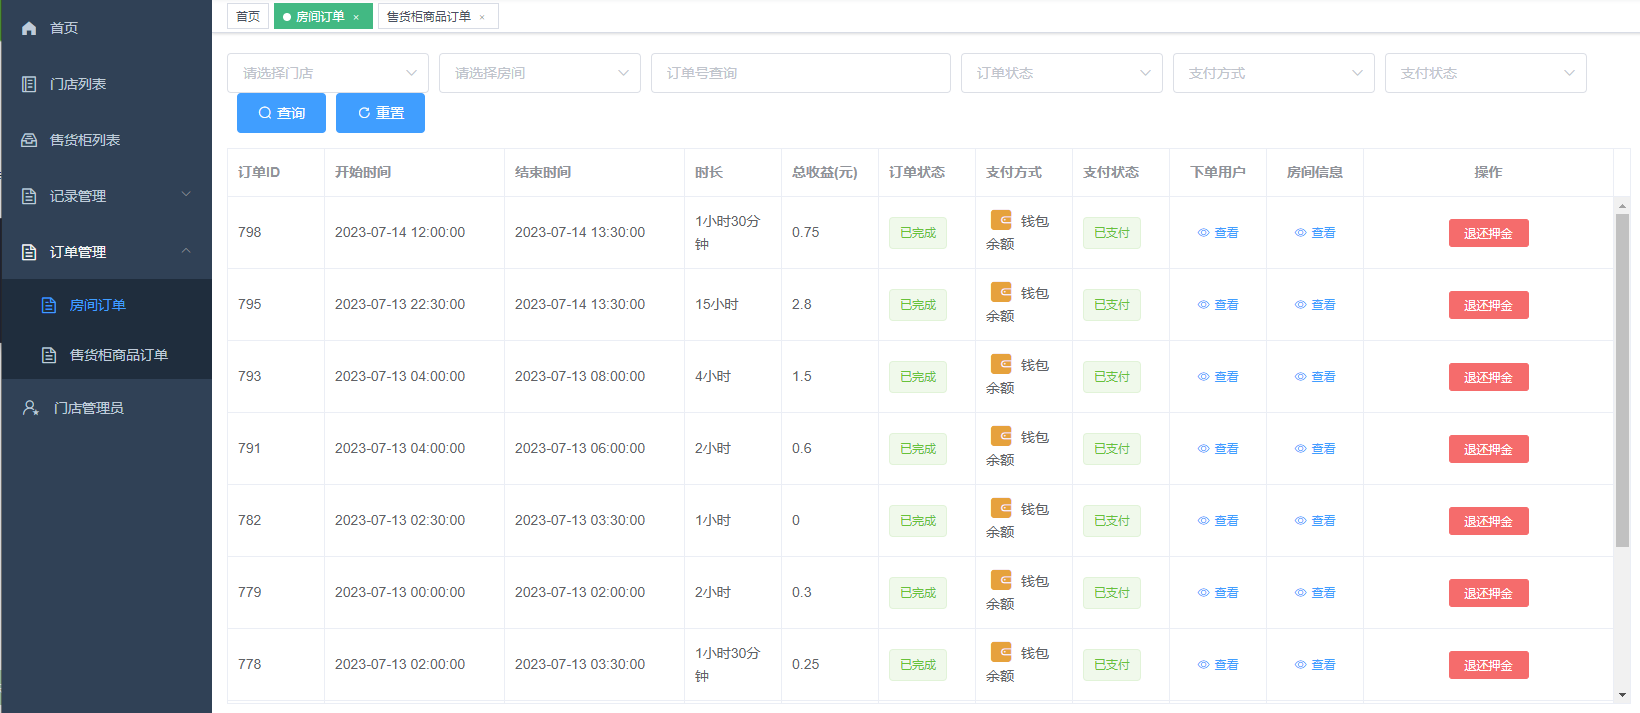 首页
门店列表
售货柜列表
记录管理
订单管理
房间订单
售货柜商品订单
门店管理员
首页 房间订单 × 售货柜商品订单 ×
请选择门店 请选择房间 订单号查询 订单状态 支付方式 支付状态
查询 重置
订单ID 开始时间 结束时间 时长 总收益(元) 订单状态 支付方式 支付状态 下单用户 房间信息 操作
798 2023-07-14 12:00:00 2023-07-14 13:30:00 1小时30分钟 0.75 已完成 钱包余额 已支付 查看 查看 退还押金
795 2023-07-13 22:30:00 2023-07-14 13:30:00 15小时 2.8 已完成 钱包余额 已支付 查看 查看 退还押金
793 2023-07-13 04:00:00 2023-07-13 08:00:00 4小时 1.5 已完成 钱包余额 已支付 查看 查看 退还押金
791 2023-07-13 04:00:00 2023-07-13 06:00:00 2小时 0.6 已完成 钱包余额 已支付 查看 查看 退还押金
782 2023-07-13 02:30:00 2023-07-13 03:30:00 1小时 0 已完成 钱包余额 已支付 查看 查看 退还押金
779 2023-07-13 00:00:00 2023-07-13 02:00:00 2小时 0.3 已完成 钱包余额 已支付 查看 查看 退还押金
778 2023-07-13 02:00:00 2023-07-13 03:30:00 1小时30分钟 0.25 已完成 钱包余额 已支付 查看 查看 退还押金